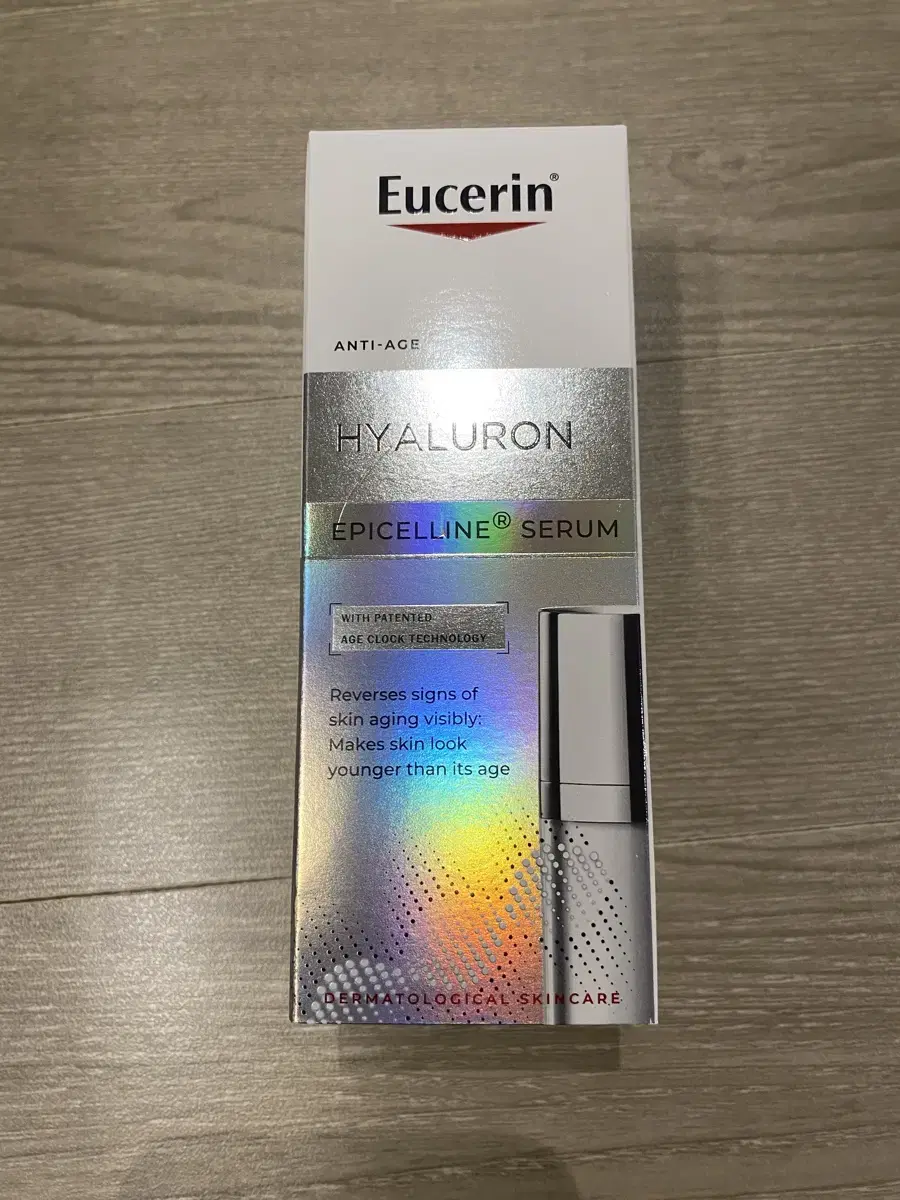 Eucerin®
ANTI-AGE
HYALURON
EPICELLINE® SERUM
WITH PATENTED
AGE CLOCK TECHNOLOGY
Reverses signs of
skin aging visibly:
Makes skin look
younger than its age
DERMATOLOGICAL SKINCARE